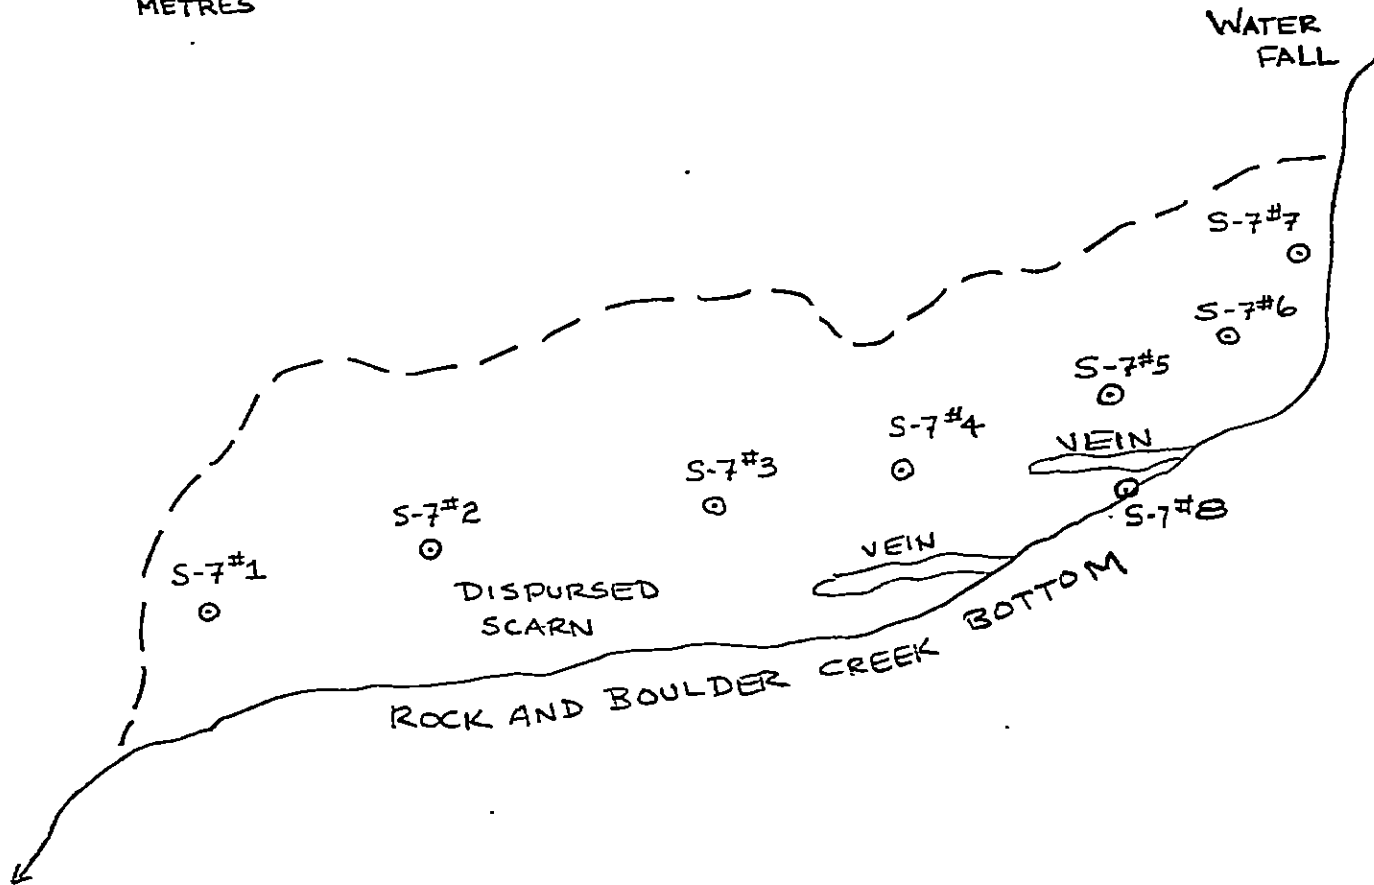 METRES
WATER
FALL
S-7#7
S-7#6
S-7#5
S-7#4
VEIN
S-7#3
S-7#8
S-7#2
VEIN
S-7#1
DISPURSED
SCARN
ROCK AND BOULDER CREEK BOTTOM